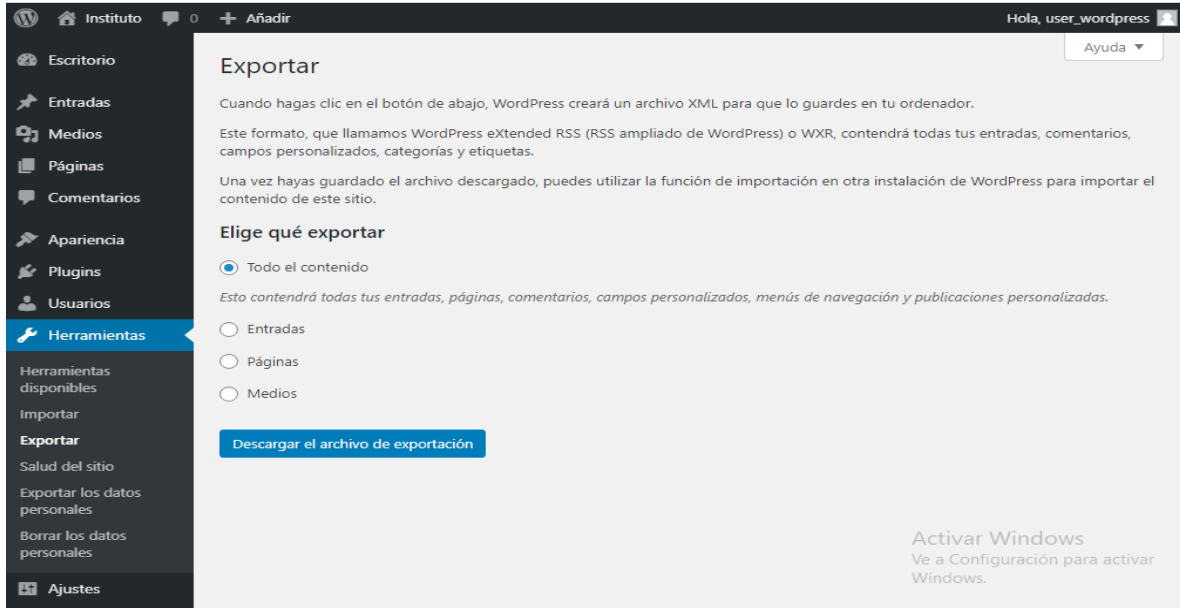 Instituto 0 Añadir Hola, user_wordpress
Ayuda
Escritorio
Entradas
Medios
Páginas
Comentarios
Apariencia
Plugins
Usuarios
Herramientas
Herramientas
disponibles
Importar
Exportar
Salud del sitio
Exportar los datos
personales
Borrar los datos
personales
Ajustes
Exportar
Cuando hagas clic en el botón de abajo, WordPress creará un archivo XML para que lo guardes en tu ordenador.
Este formato, que llamamos WordPress eXtended RSS (RSS ampliado de WordPress) o WXR, contendrá todas tus entradas, comentarios,
campos personalizados, categorías y etiquetas.
Una vez hayas guardado el archivo descargado, puedes utilizar la función de importación en otra instalación de WordPress para importar el
contenido de este sitio.
Elige qué exportar
Todo el contenido
Esto contendrá todas tus entradas, páginas, comentarios, campos personalizados, menús de navegación y publicaciones personalizadas.
Entradas
Páginas
Medios
Descargar el archivo de exportación
Activar Windows
Ve a Configuración para activar
Windows.